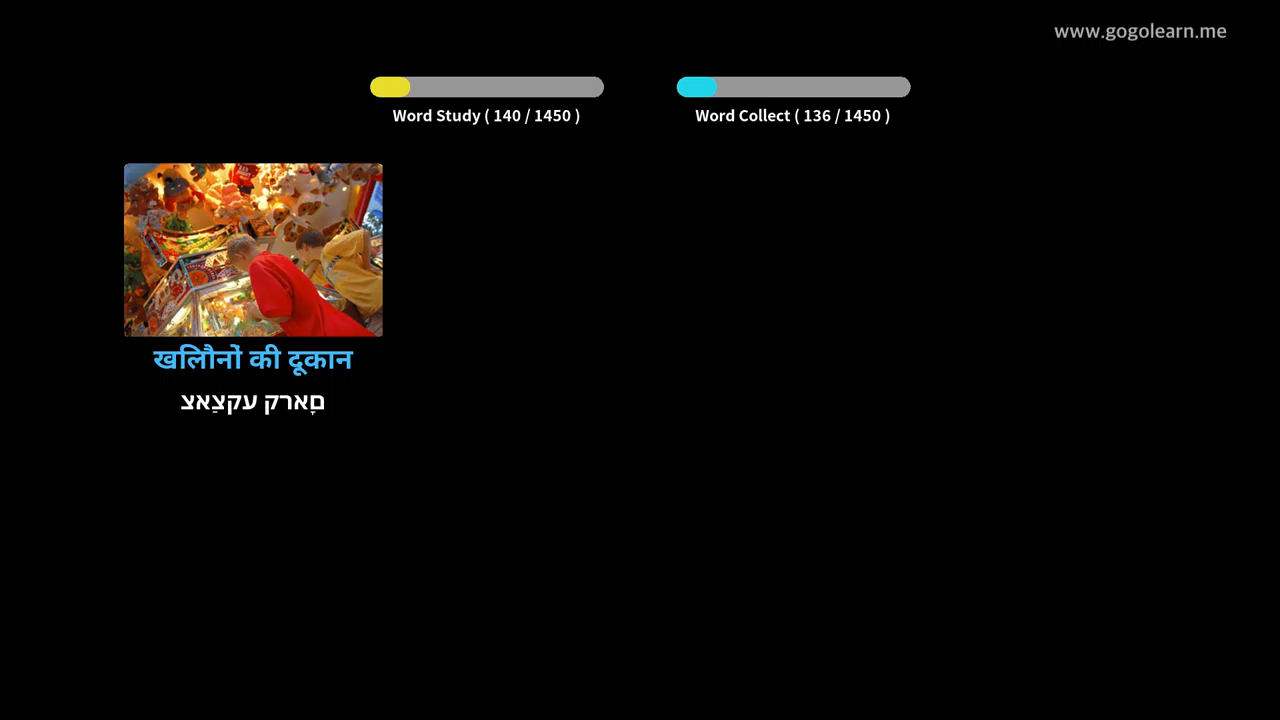 www.gogolearn.me
Word Study ( 140 / 1450 )
Word Collect ( 136 / 1450 )
खलिौनों की दूकान
םָארק עקצַאצ